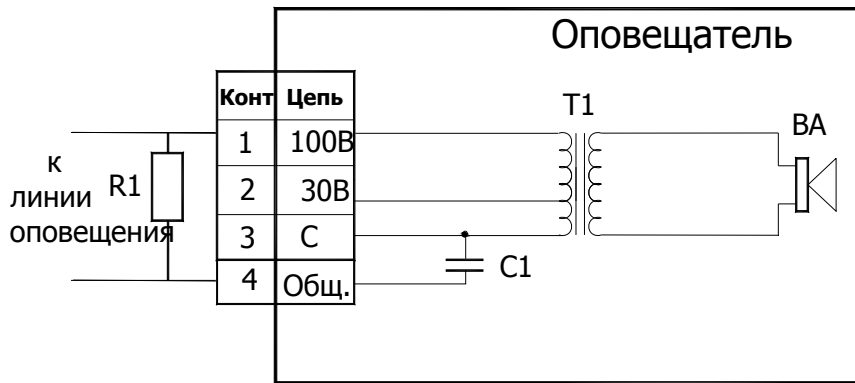 Оповещатель
Конт Цепь
T1
BA
1 100В
к
линии
оповещения
R1
2 30В
3 С
4 Общ.
C1